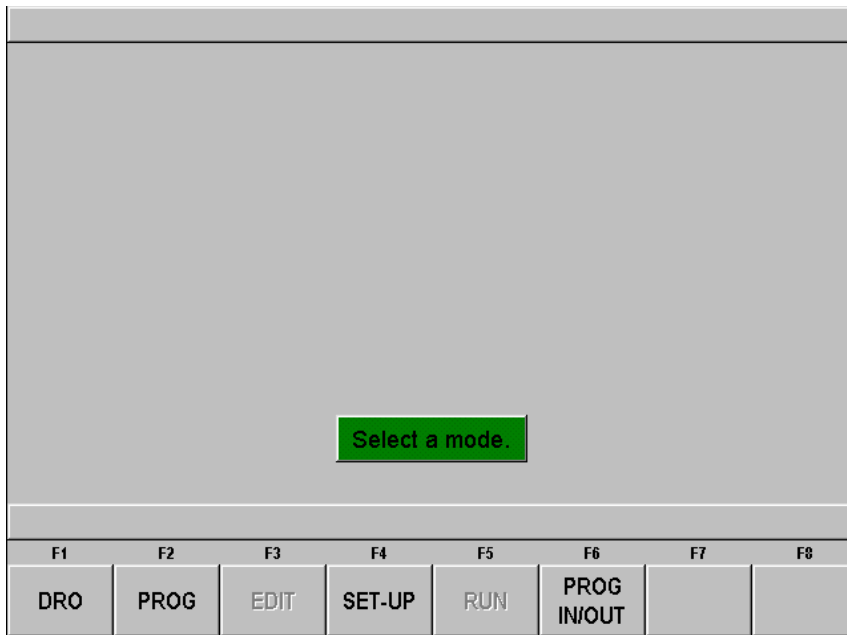 Select a mode.
F1 F2 F3 F4 F5 F6 F7 F8
DRO PROG EDIT SET-UP RUN PROG IN/OUT